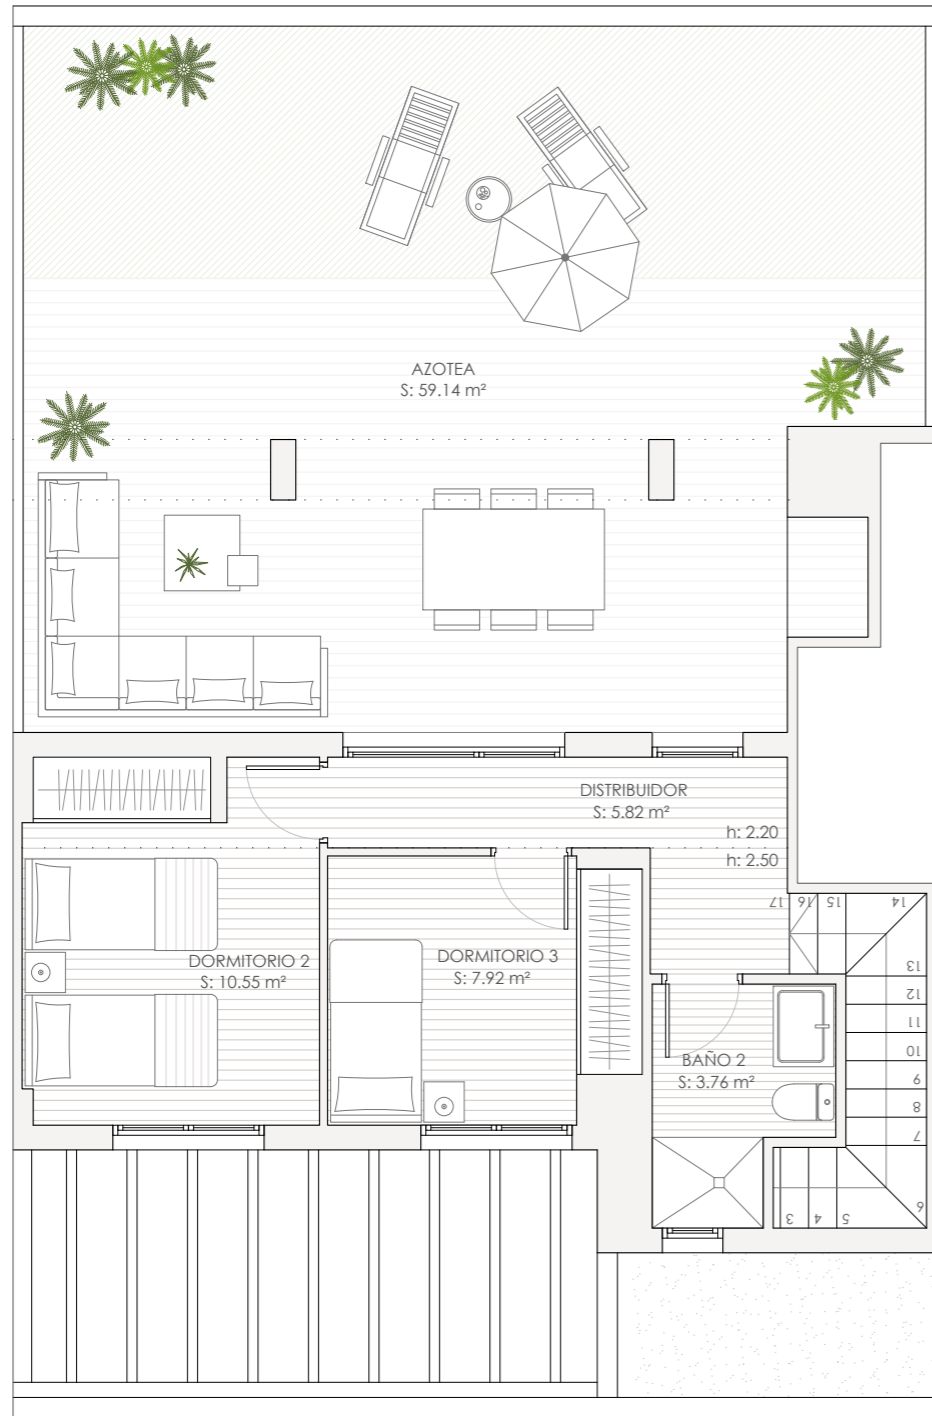 AZOTEA
S: 59.14 m²
DISTRIBUIDOR
S: 5.82 m²
h: 2.20
h: 2.50
17
16
15
14
DORMITORIO 2
S: 10.55 m²
DORMITORIO 3
S: 7.92 m²
13
12
11
10
BAÑO 2
S: 3.76 m²
9
8
7
6
3
4
5